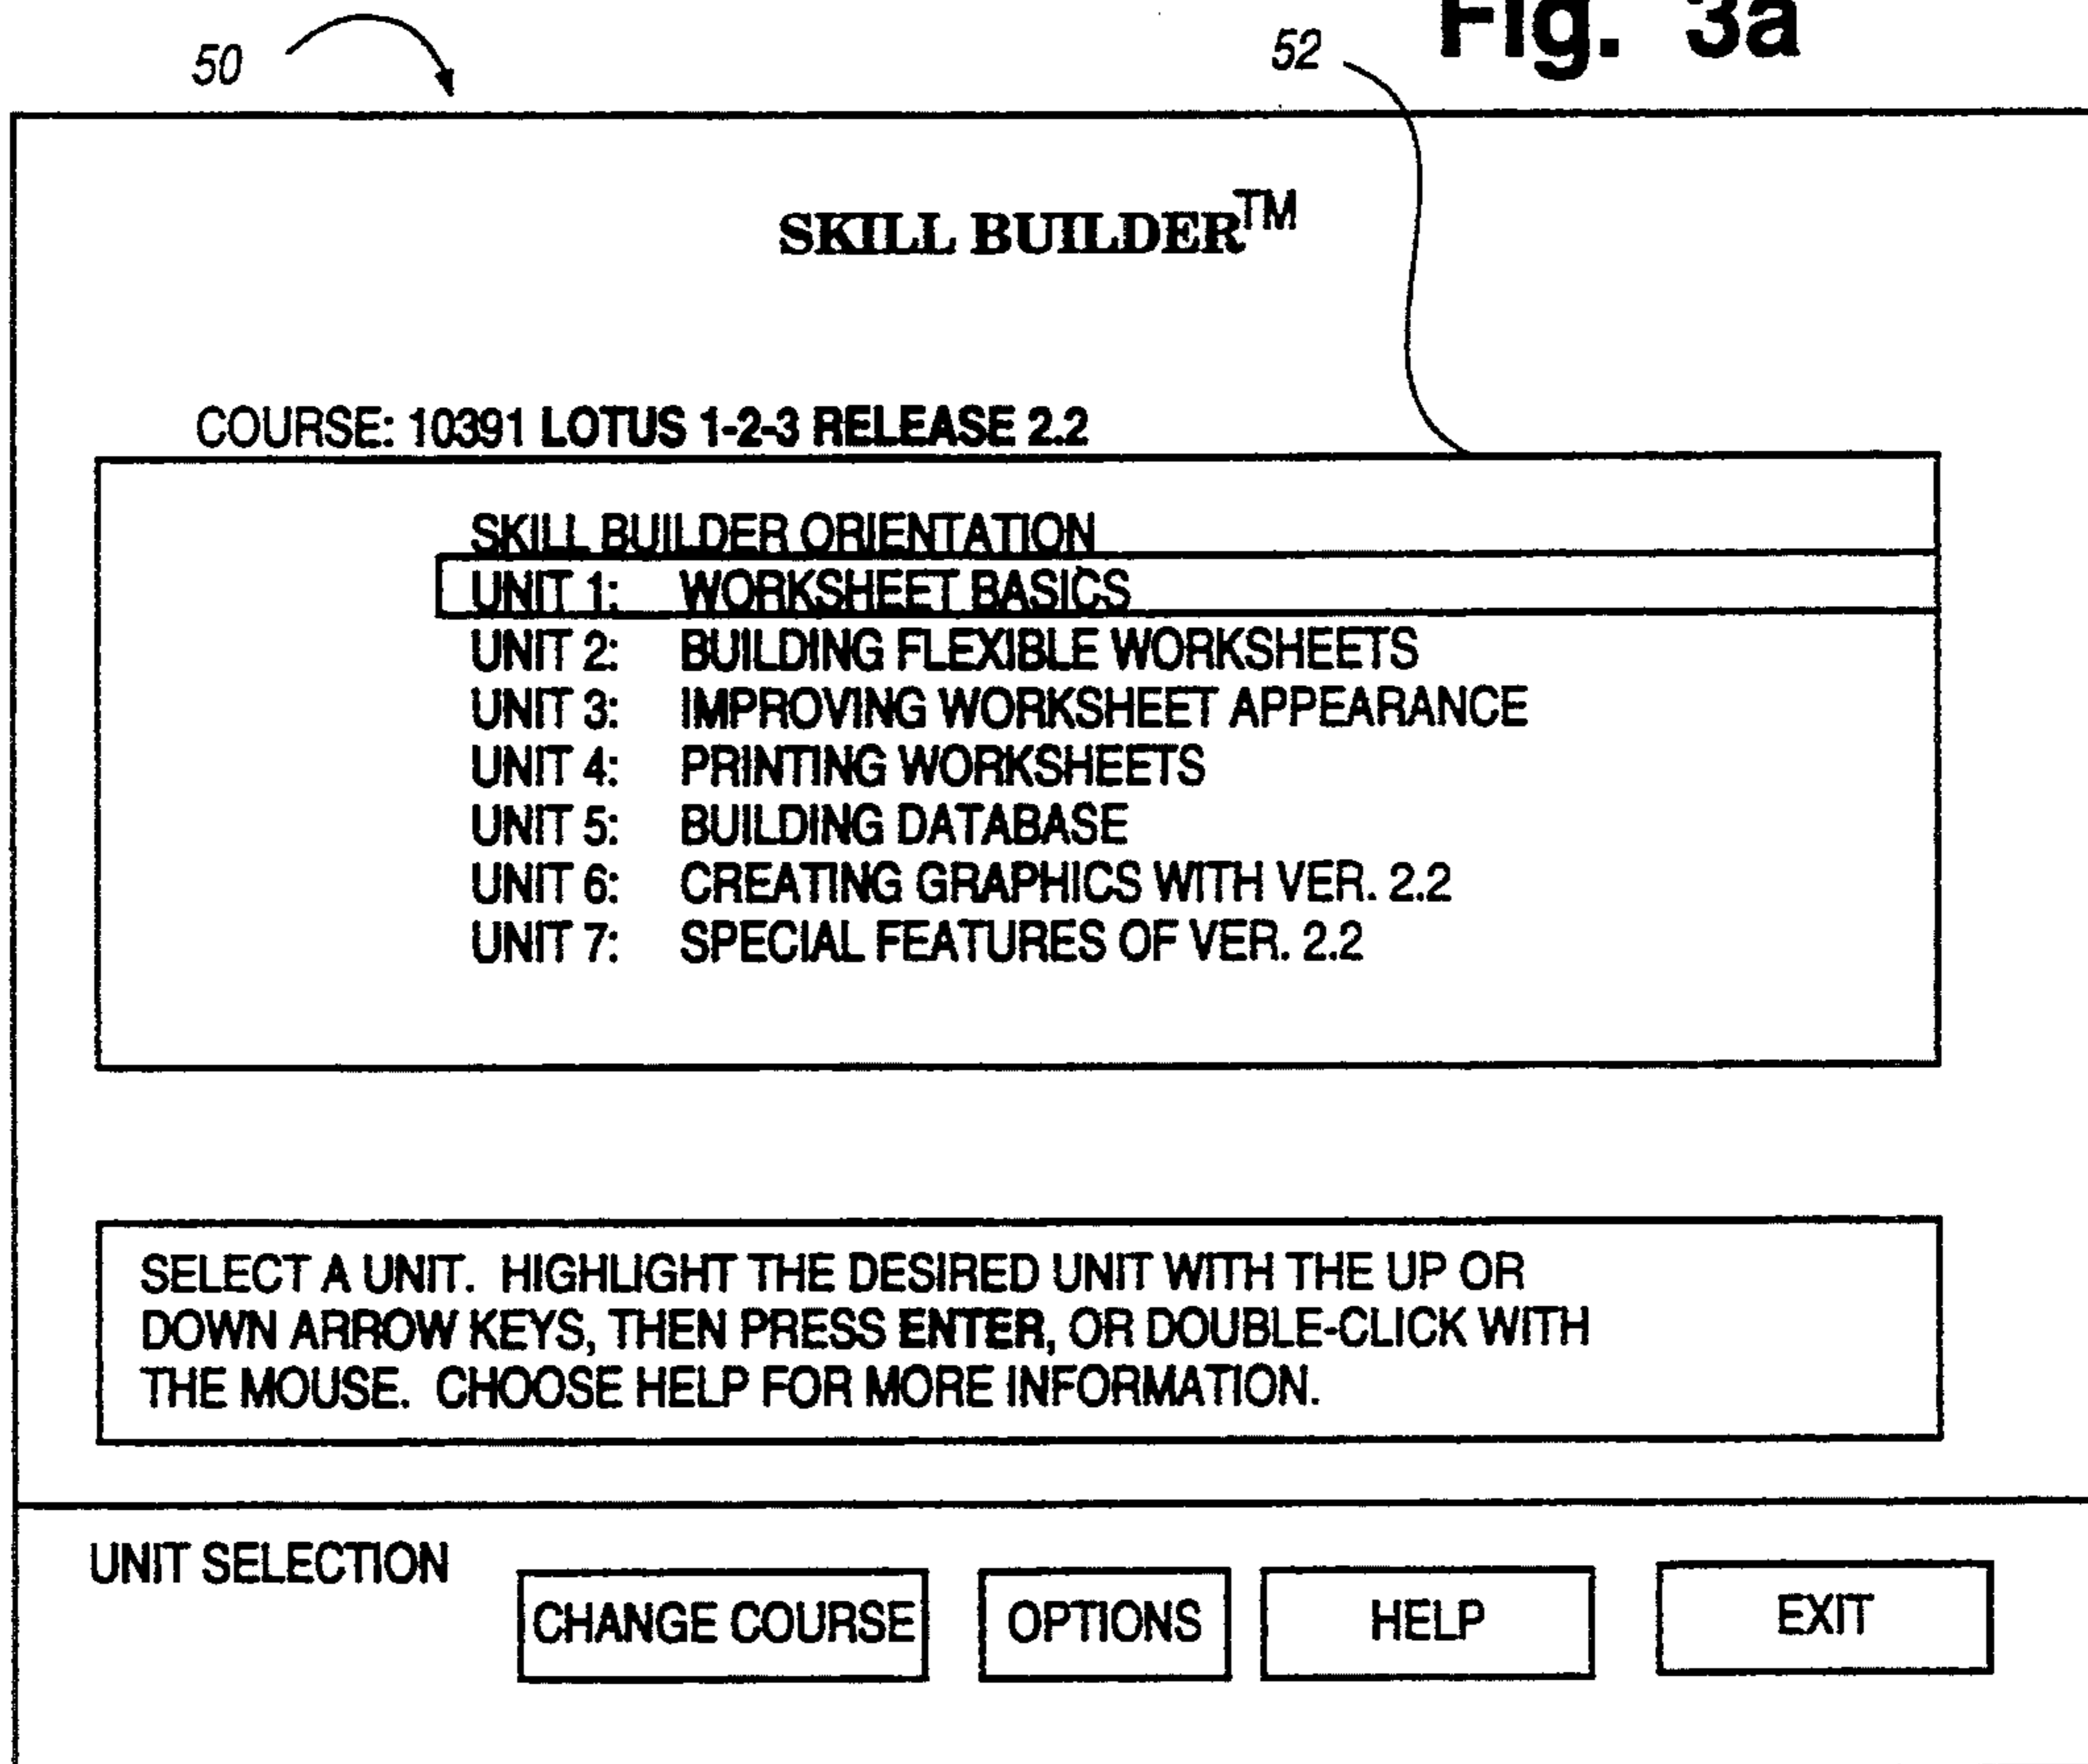 Fig. 3a
50
52
SKILL BUILDER™
COURSE: 10391 LOTUS 1-2-3 RELEASE 2.2
SKILL BUILDER ORIENTATION
UNIT 1: WORKSHEET BASICS
UNIT 2: BUILDING FLEXIBLE WORKSHEETS
UNIT 3: IMPROVING WORKSHEET APPEARANCE
UNIT 4: PRINTING WORKSHEETS
UNIT 5: BUILDING DATABASE
UNIT 6: CREATING GRAPHICS WITH VER. 2.2
UNIT 7: SPECIAL FEATURES OF VER. 2.2
SELECT A UNIT. HIGHLIGHT THE DESIRED UNIT WITH THE UP OR
DOWN ARROW KEYS, THEN PRESS ENTER, OR DOUBLE-CLICK WITH
THE MOUSE. CHOOSE HELP FOR MORE INFORMATION.
UNIT SELECTION
CHANGE COURSE
OPTIONS
HELP
EXIT